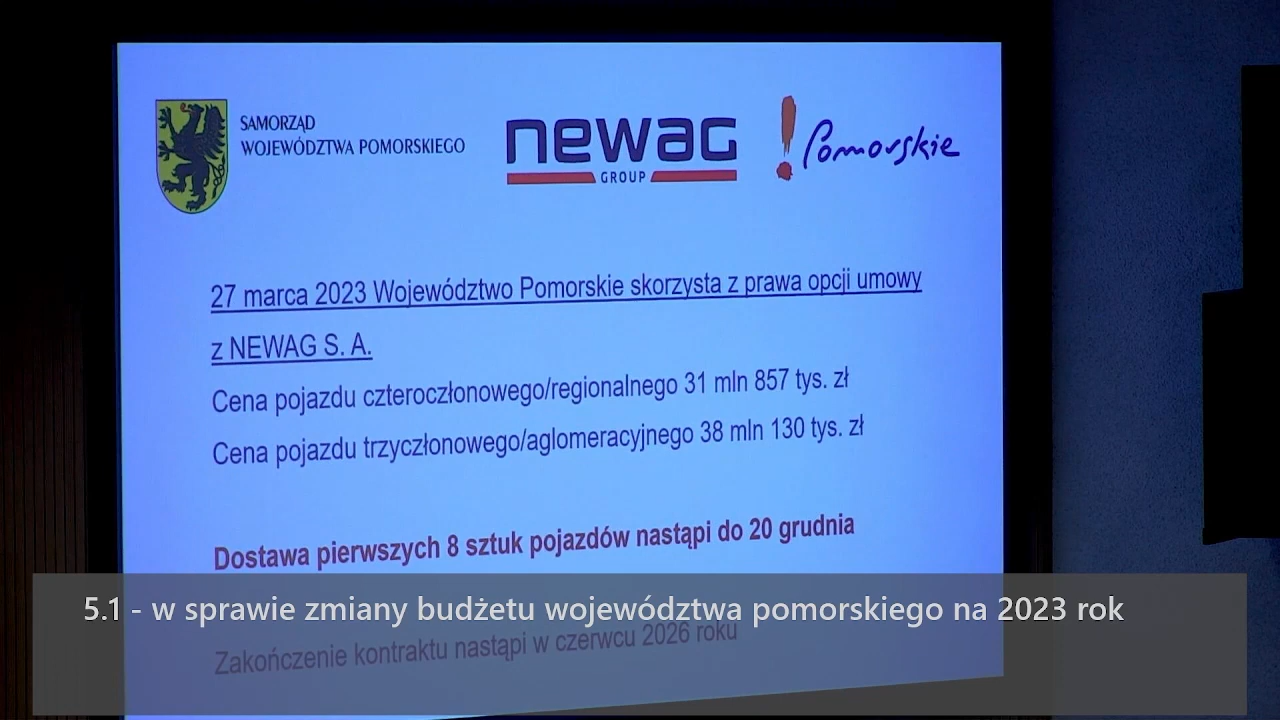 SAMORZĄD
WOJEWÓDZTWA POMORSKIEGO
newag
GROUP
Pomorskie
27 marca 2023 Województwo Pomorskie skorzysta z prawa opcji umowy
z NEWAG S. A.
Cena pojazdu czteroczłonowego/regionalnego 31 mln 857 tys. zł
Cena pojazdu trzyczłonowego/aglomeracyjnego 38 mln 130 tys. zł
Dostawa pierwszych 8 sztuk pojazdów nastąpi do 20 grudnia
5.1 - w sprawie zmiany budżetu województwa pomorskiego na 2023 rok
Zakończenie kontraktu nastąpi w czerwcu 2026 roku